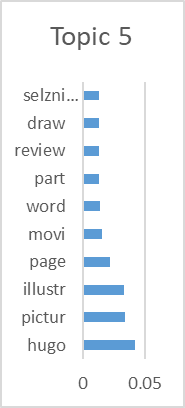 Topic 5
selzni...
draw
review
part
word
movi
page
illustr
pictur
hugo
0 0.05